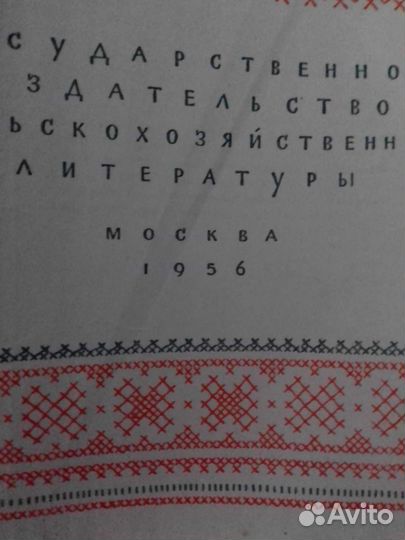 СУДАРСТВЕННО
ЗДАТЕЛЬСТВО
ЬСКОХОЗЯЙСТВЕНН
ЛИТЕРАТУРЫ
МОСКВА
1956
Avito